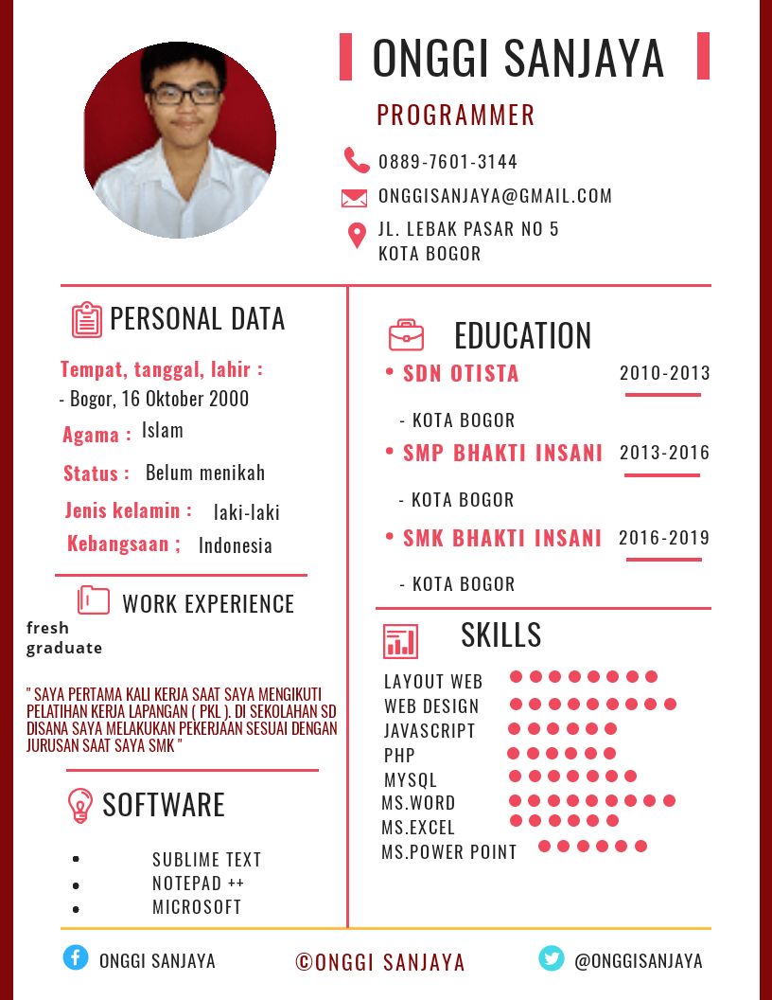 ONGGI SANJAYA
PROGRAMMER
0889-7601-3144
ONGGISANJAYA@GMAIL.COM
JL. LEBAK PASAR NO 5
KOTA BOGOR
PERSONAL DATA
Tempat, tanggal, lahir :
- Bogor, 16 Oktober 2000
Agama : Islam
Status : Belum menikah
Jenis kelamin : laki-laki
Kebangsaan ; Indonesia
WORK EXPERIENCE
fresh
graduate
" SAYA PERTAMA KALI KERJA SAAT SAYA MENGIKUTI
PELATIHAN KERJA LAPANGAN ( PKL ). DI SEKOLAHAN SD
DISANA SAYA MELAKUKAN PEKERJAAN SESUAI DENGAN
JURUSAN SAAT SAYA SMK "
SOFTWARE
• SUBLIME TEXT
• NOTEPAD ++
• MICROSOFT
EDUCATION
• SDN OTISTA 2010-2013
- KOTA BOGOR
• SMP BHAKTI INSANI 2013-2016
- KOTA BOGOR
• SMK BHAKTI INSANI 2016-2019
- KOTA BOGOR
SKILLS
LAYOUT WEB
WEB DESIGN
JAVASCRIPT
PHP
MYSQL
MS.WORD
MS.EXCEL
MS.POWER POINT
ONGGI SANJAYA
©ONGGI SANJAYA
@ONGGISANJAYA